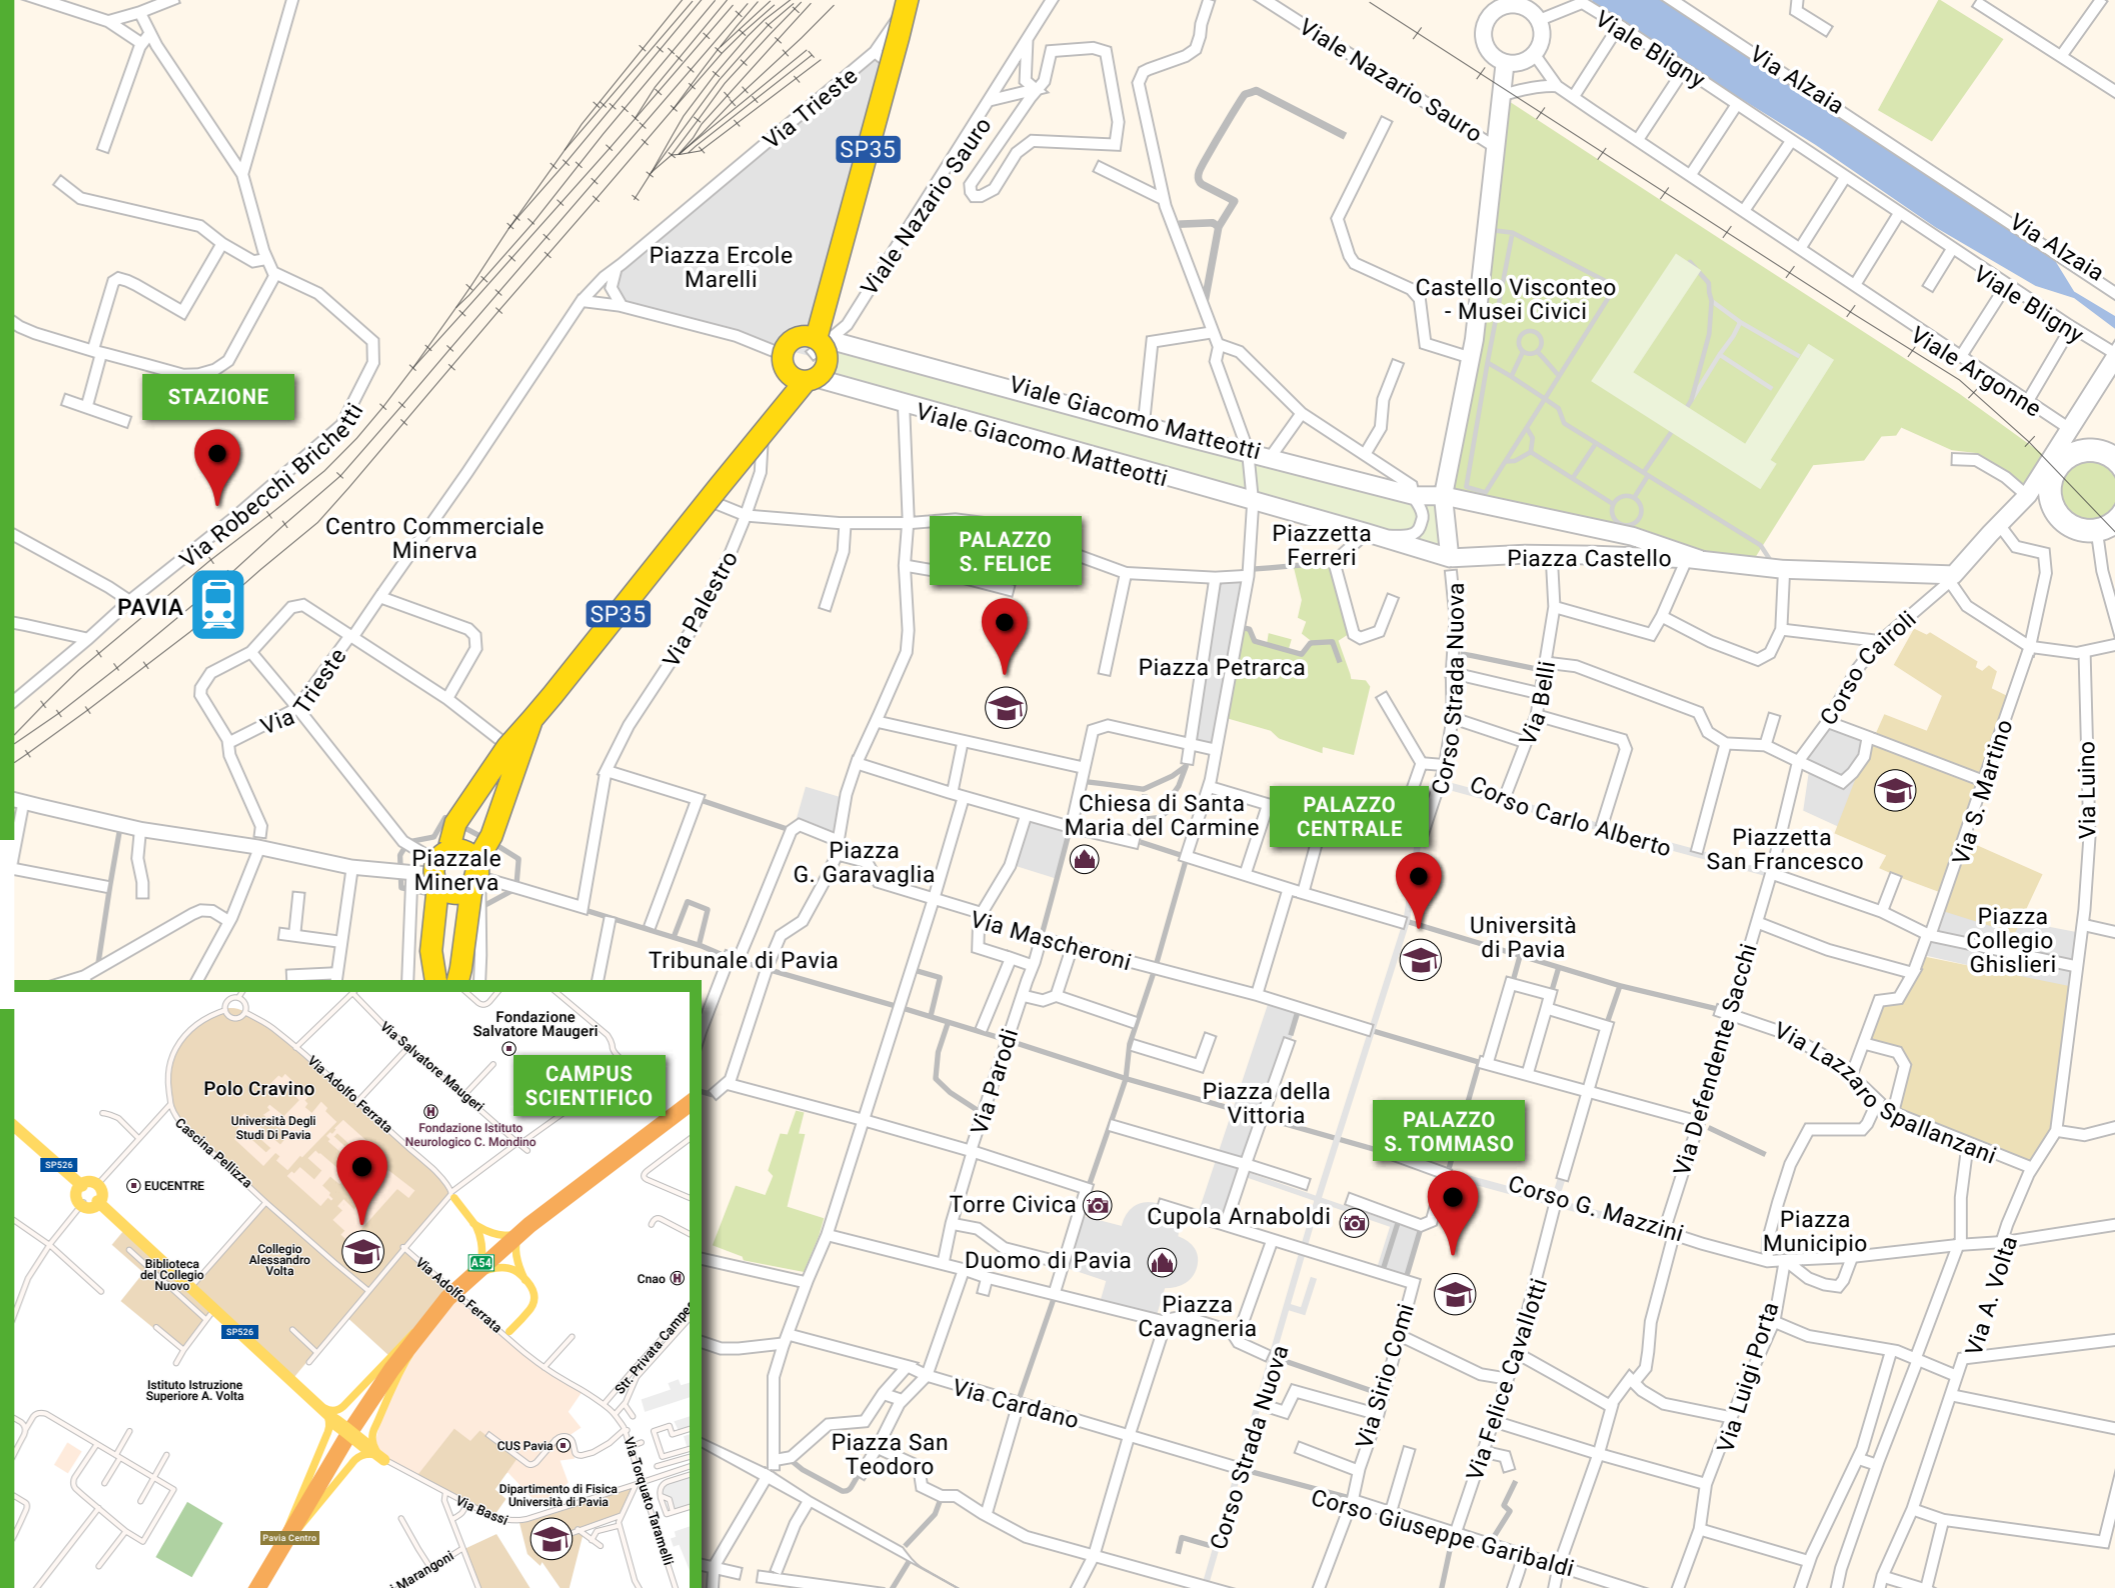 Viale Nazario Sauro
Viale Bligny
Via Alzaia
Via Trieste
SP35
Viale Nazario Sauro
Via Alzaia
Piazza Ercole
Marelli
Castello Visconteo
- Musei Civici
Viale Bligny
Viale Argonne
STAZIONE
Viale Giacomo Matteotti
Viale Giacomo Matteotti
Via Robecchi Brichetti
Centro Commerciale
Minerva
PALAZZO
S. FELICE
Piazzetta
Ferreri
Piazza Castello
PAVIA
SP35
Via Palestro
Corso Strada Nuova
Via Belli
Corso Cairoli
Piazza Petrarca
Via Trieste
Via S. Martino
Via Luino
Chiesa di Santa
Maria del Carmine
PALAZZO
CENTRALE
Corso Carlo Alberto
Piazzetta
San Francesco
Piazzale
Minerva
Piazza
G. Garavaglia
Via Mascheroni
Università
di Pavia
Piazza
Collegio
Ghislieri
Tribunale di Pavia
Via Defendente Sacchi
Via Lazzaro Spallanzani
Via Parodi
Piazza della
Vittoria
PALAZZO
S. TOMMASO
Torre Civica
Cupola Arnaboldi
Corso G. Mazzini
Piazza
Municipio
Duomo di Pavia
Piazza
Cavagneria
Via A. Volta
Via Cardano
Corso Strada Nuova
Via Sirio Comi
Via Felice Cavallotti
Via Luigi Porta
Piazza San
Teodoro
Corso Giuseppe Garibaldi
Fondazione
Salvatore Maugeri
Via Salvatore Maugeri
CAMPUS
SCIENTIFICO
Via Adolfo Ferrata
Polo Cravino
Università Degli
Studi Di Pavia
Fondazione Istituto
Neurologico C. Mondino
Cascina Pellizza
SP526
EUCENTRE
Collegio
Alessandro
Volta
Biblioteca
del Collegio
Nuovo
A54
Via Adolfo Ferrata
Cnao
SP526
Str. Privata Campe
Istituto Istruzione
Superiore A. Volta
CUS Pavia
Via Torquato Taramelli
Dipartimento di Fisica
Università di Pavia
Via Bassi
Pavia Centro
i Marangoni